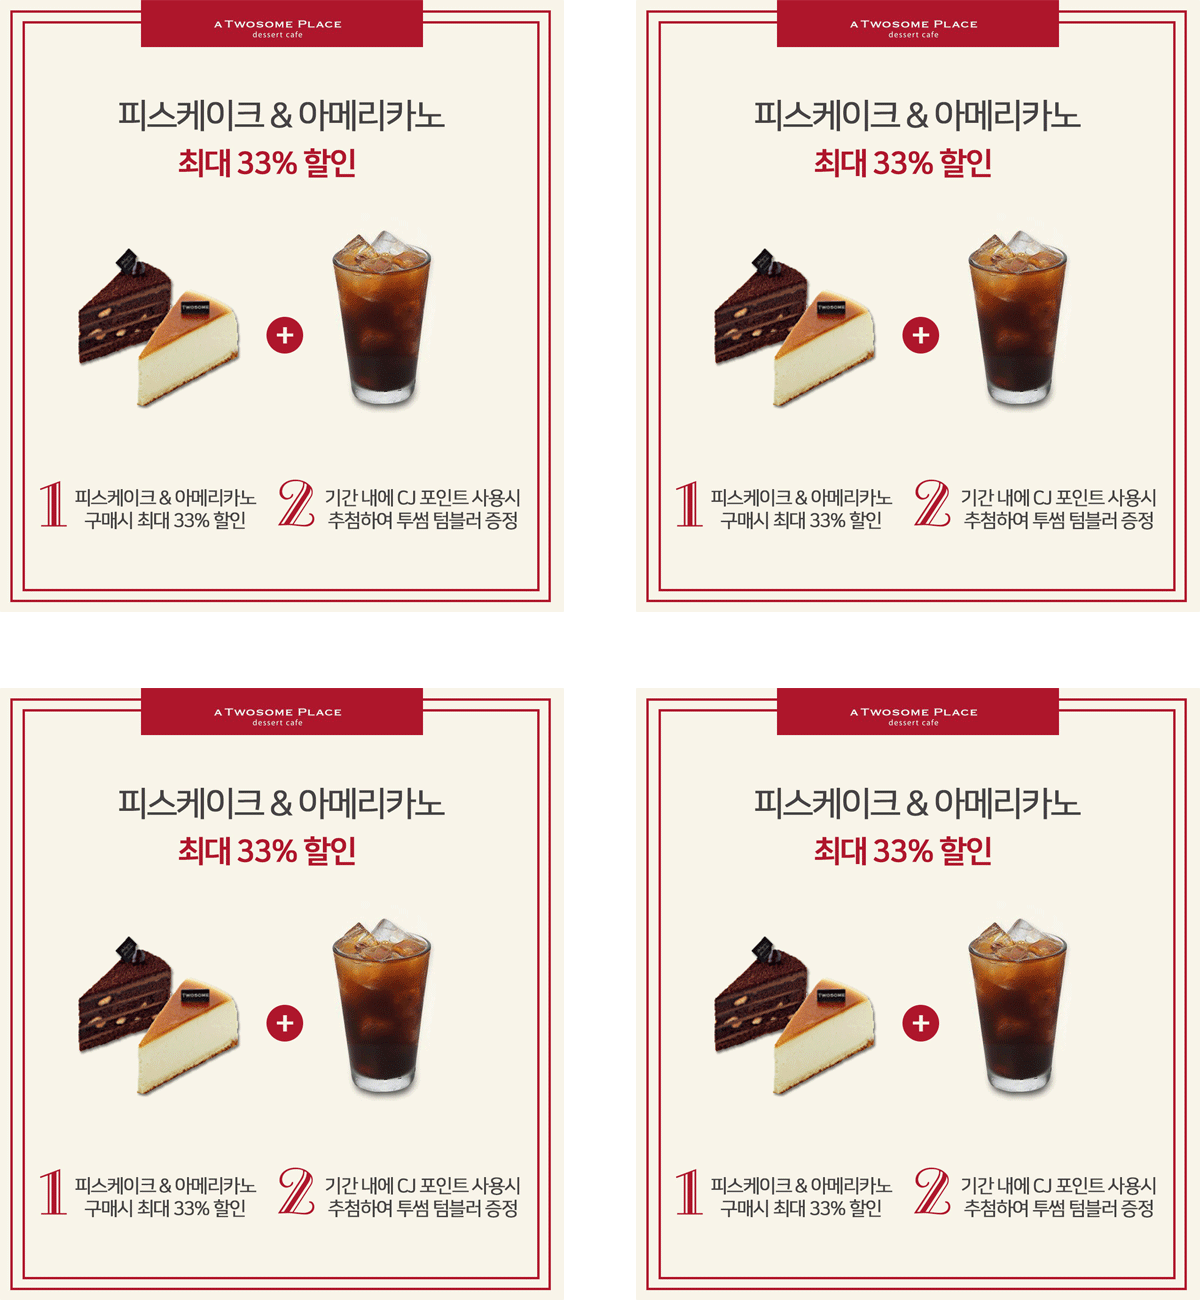 A TWOSOME PLACE
dessert cafe
피스케이크 & 아메리카노
최대 33% 할인
TWOSOME
+
1 피스케이크 & 아메리카노
구매시 최대 33% 할인
2 기간 내에 CJ 포인트 사용시
추첨하여 투썸 텀블러 증정
A TWOSOME PLACE
dessert cafe
피스케이크 & 아메리카노
최대 33% 할인
TWOSOME
+
1 피스케이크 & 아메리카노
구매시 최대 33% 할인
2 기간 내에 CJ 포인트 사용시
추첨하여 투썸 텀블러 증정
A TWOSOME PLACE
dessert cafe
피스케이크 & 아메리카노
최대 33% 할인
TWOSOME
+
1 피스케이크 & 아메리카노
구매시 최대 33% 할인
2 기간 내에 CJ 포인트 사용시
추첨하여 투썸 텀블러 증정
A TWOSOME PLACE
dessert cafe
피스케이크 & 아메리카노
최대 33% 할인
TWOSOME
+
1 피스케이크 & 아메리카노
구매시 최대 33% 할인
2 기간 내에 CJ 포인트 사용시
추첨하여 투썸 텀블러 증정